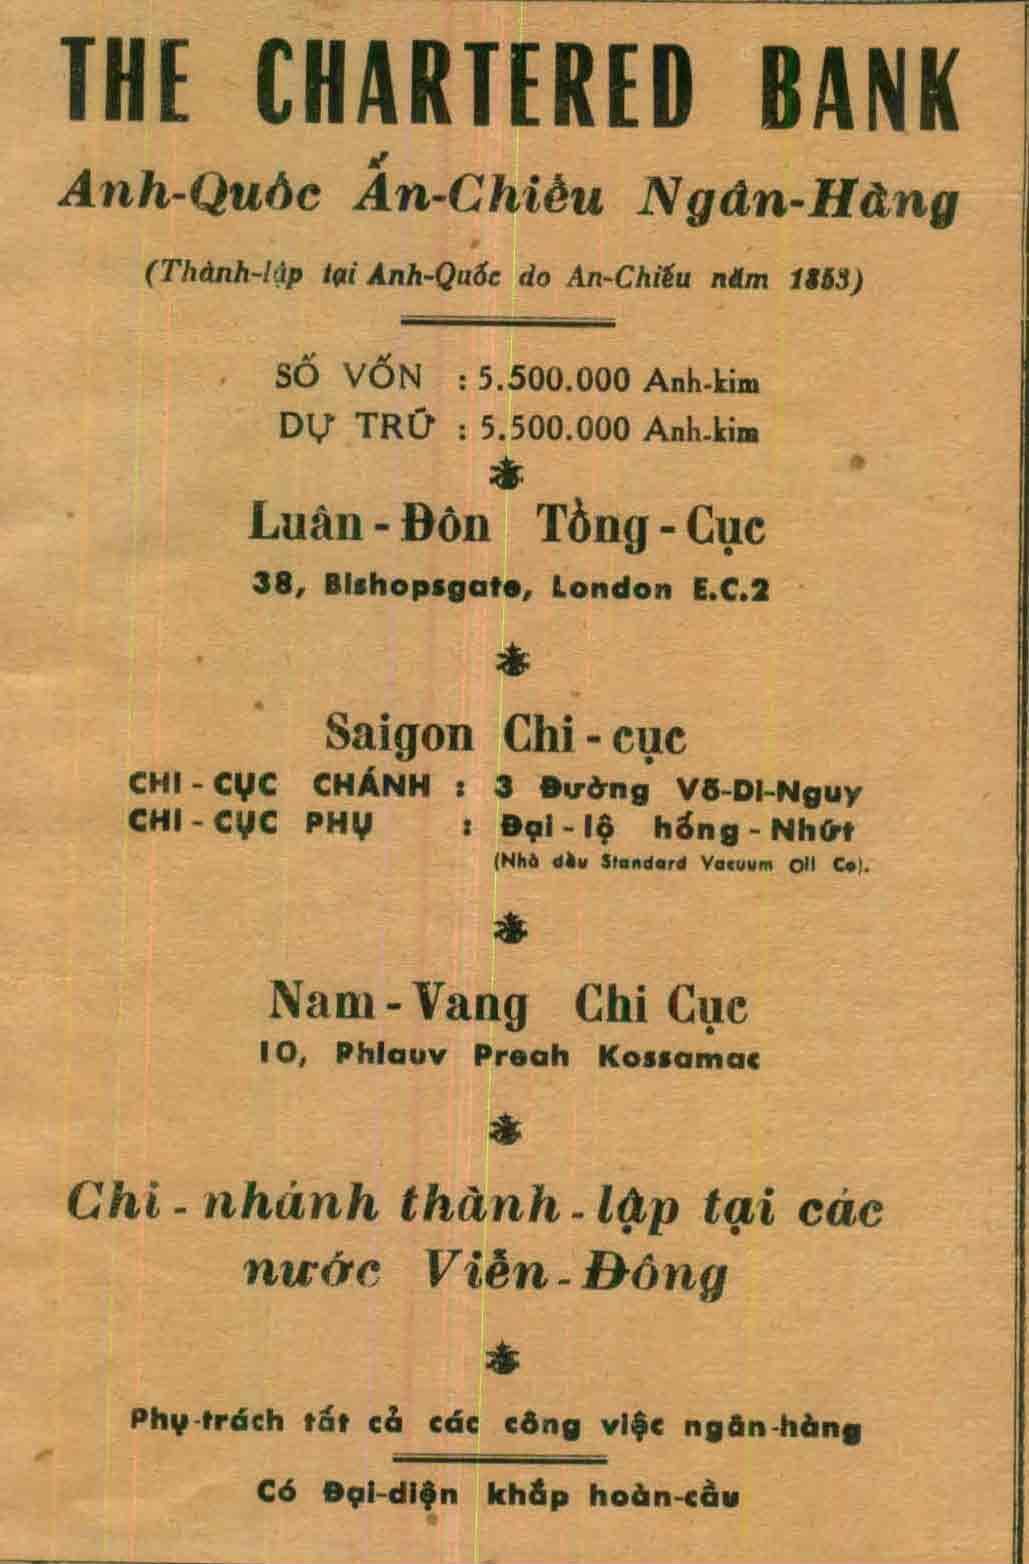 THE CHARTERED BANK
Anh-Quôc Ấn-Chiếu Ngân-Hàng
(Thành-lập tại Anh-Quốc do An-Chiếu năm 1853)
SỐ VỐN : 5.500.000 Anh-kim
DỰ TRỮ : 5.500.000 Anh-kim
Luân-Đôn Tổng-Cục
38, Bishopsgate, London E.C.2
Saigon Chi-cục
CHI-CỤC CHÁNH : 3 Đường Võ-Di-Nguy
CHI-CỤC PHỤ : Đại-lộ hống-Nhứt
(Nhà dầu Standard Vacuum Oil Co).
Nam-Vang Chi Cục
10, Phlauv Preah Kossamac
Chi-nhánh thành-lập tại các
nước Viễn-Đông
Phụ-trách tất cả các công việc ngân-hàng
Có Đại-diện khắp hoàn-cầu